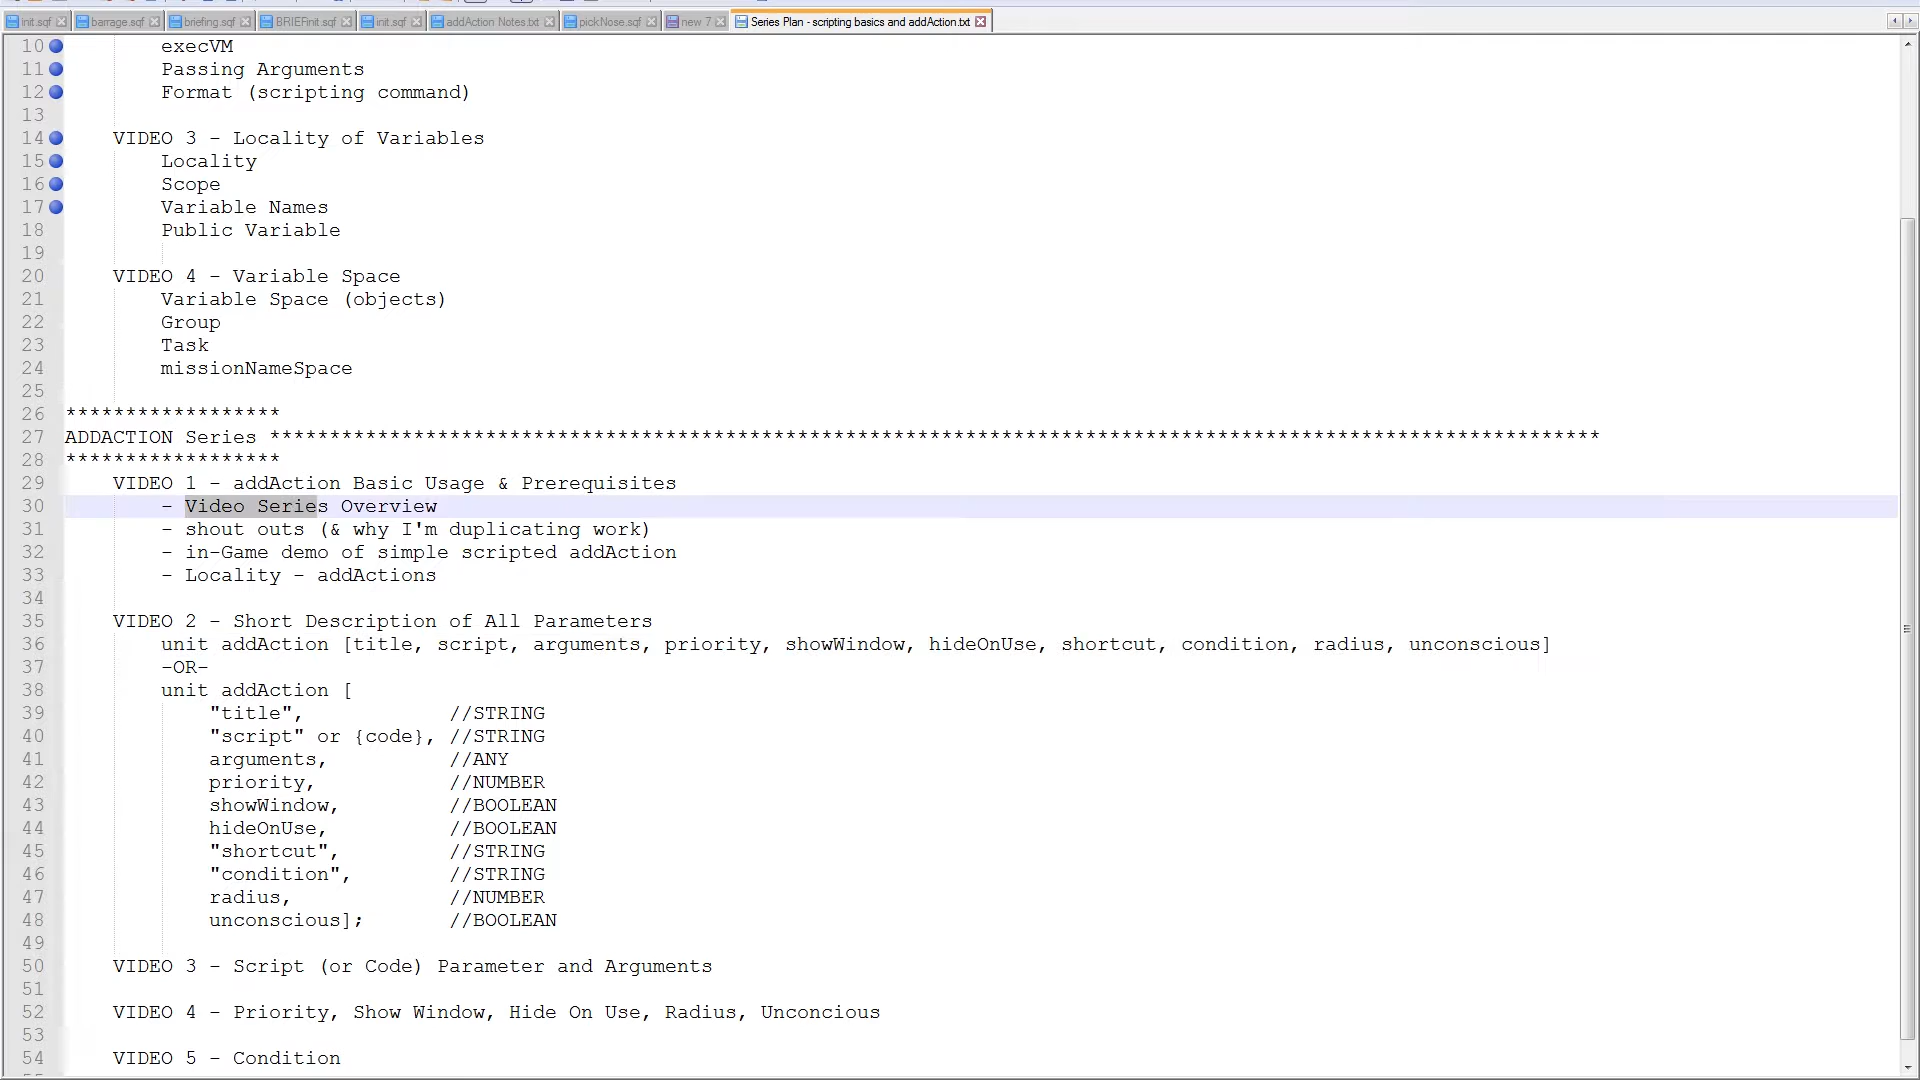 init.sqf barrage.sqf briefing.sqf BRIEFinit.sqf init.sqf addAction Notes.txt pickNose.sqf new 7 Series Plan - scripting basics and addAction.txt
10 execVM
11 Passing Arguments
12 Format (scripting command)
13
14 VIDEO 3 - Locality of Variables
15 Locality
16 Scope
17 Variable Names
18 Public Variable
19
20 VIDEO 4 - Variable Space
21 Variable Space (objects)
22 Group
23 Task
24 missionNameSpace
25
26 ******************
27 ADDACTION Series ***************************************************************************************************************
28 ******************
29 VIDEO 1 - addAction Basic Usage & Prerequisites
30 - Video Series Overview
31 - shout outs (& why I'm duplicating work)
32 - in-Game demo of simple scripted addAction
33 - Locality - addActions
34
35 VIDEO 2 - Short Description of All Parameters
36 unit addAction [title, script, arguments, priority, showWindow, hideOnUse, shortcut, condition, radius, unconscious]
37 -OR-
38 unit addAction [
39 "title", //STRING
40 "script" or {code}, //STRING
41 arguments, //ANY
42 priority, //NUMBER
43 showWindow, //BOOLEAN
44 hideOnUse, //BOOLEAN
45 "shortcut", //STRING
46 "condition", //STRING
47 radius, //NUMBER
48 unconscious]; //BOOLEAN
49
50 VIDEO 3 - Script (or Code) Parameter and Arguments
51
52 VIDEO 4 - Priority, Show Window, Hide On Use, Radius, Unconcious
53
54 VIDEO 5 - Condition